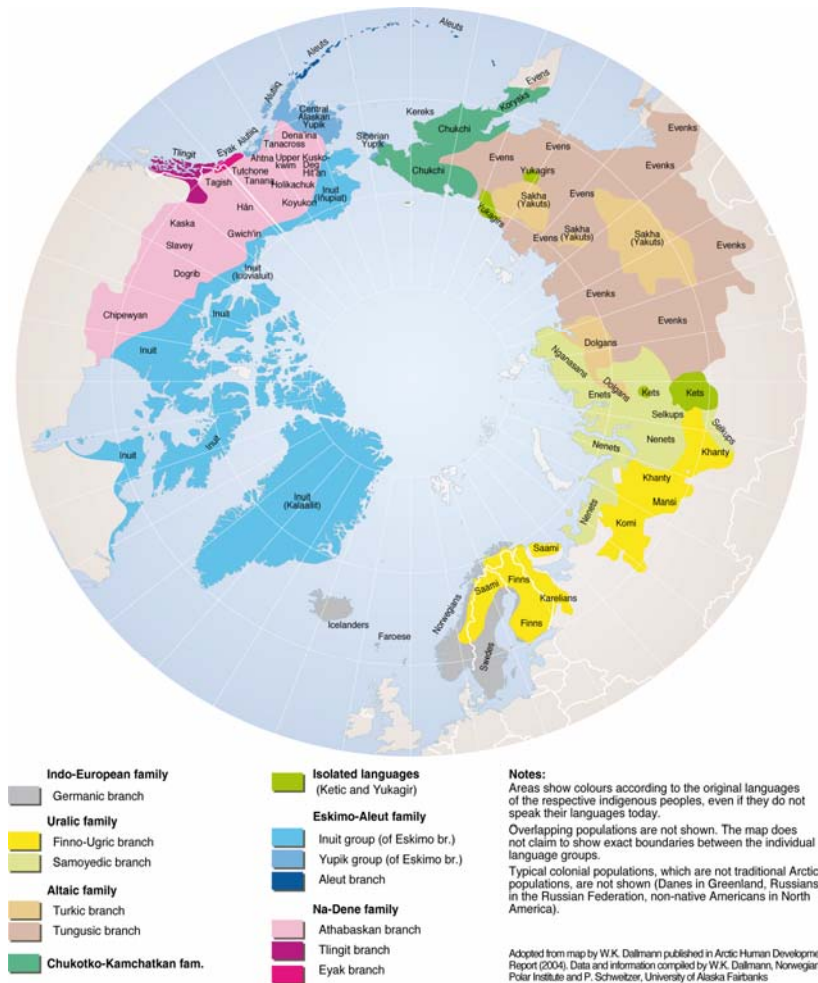 Aleuts
Aleuts
Alutiiq
Evens
Koryaks
Central
Alaskan
Yupik
Kereks
Chukchi
Siberian
Yupik
Evenks
Tlingit
Eyak
Alutiiq
Dena'ina
Tanacross
Ahtna
Upper Kusko-
kwim
Deg
Hit'an
Tutchone
Tanana
Tagish
Holikachuk
Koyukon
Inuit
(Inupiat)
Hän
Gwich'in
Chukchi
Evens
Evens
Yukagirs
Evenks
Sakha
(Yakuts)
Evens
Yukagirs
Evens
Sakha
(Yakuts)
Sakha
(Yakuts)
Evenks
Kaska
Slavey
Dogrib
Chipewyan
Inuit
Inuit
Evenks
Evenks
Dolgans
Nganasans
Dolgans
Enets
Kets
Kets
Selkups
Selkups
Nenets
Nenets
Khanty
Khanty
Mansi
Nenets
Komi
Inuit
Inuit
Inuit
(Kalaallit)
Saami
Saami
Finns
Karelians
Finns
Norwegians
Swedes
Icelanders
Faroese
Indo-European family
Germanic branch
Uralic family
Finno-Ugric branch
Samoyedic branch
Altaic family
Turkic branch
Tungusic branch
Chukotko-Kamchatkan fam.
Isolated languages
(Ketic and Yukagir)
Eskimo-Aleut family
Inuit group (of Eskimo br.)
Yupik group (of Eskimo br.)
Aleut branch
Na-Dene family
Athabaskan branch
Tlingit branch
Eyak branch
Notes:
Areas show colours according to the original languages
of the respective indigenous peoples, even if they do not
speak their languages today.
Overlapping populations are not shown. The map does
not claim to show exact boundaries between the individual
language groups.
Typical colonial populations, which are not traditional Arctic
populations, are not shown (Danes in Greenland, Russians
in the Russian Federation, non-native Americans in North
America).
Adopted from map by W.K. Dallmann published in Arctic Human Developme
Report (2004). Data and information compiled by W.K. Dallmann, Norwegian
Polar Institute and P. Schweitzer, University of Alaska Fairbanks